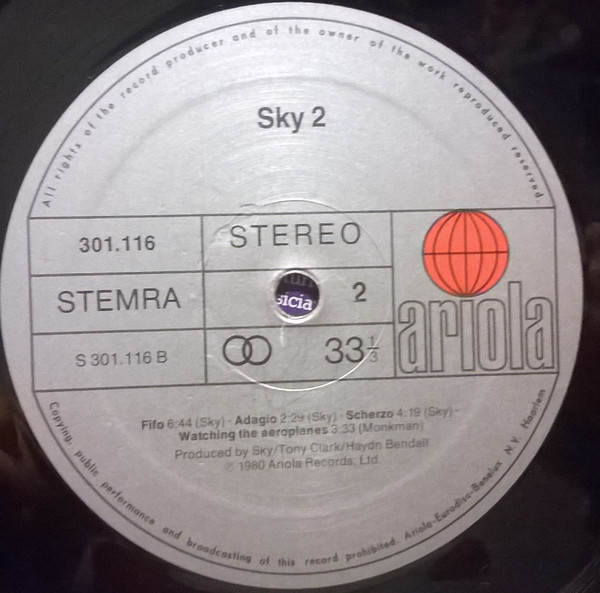 All rights of the record producer and of the owner of the work reproduced reserved.
Sky 2
301.116
STEREO
STEMRA
2
S 301.116 B
33⅓
ariola
sicia
Fifo 6:44 (Sky) · Adagio 2:29 (Sky) · Scherzo 4:19 (Sky) ·
Watching the aeroplanes 3:33 (Monkman)
Produced by Sky/Tony Clark/Haydn Bendall
℗ 1980 Ariola Records, Ltd.
Copying, public performance and broadcasting of this record prohibited. Ariola-Eurodisc-Benelux N.V. Haarlem